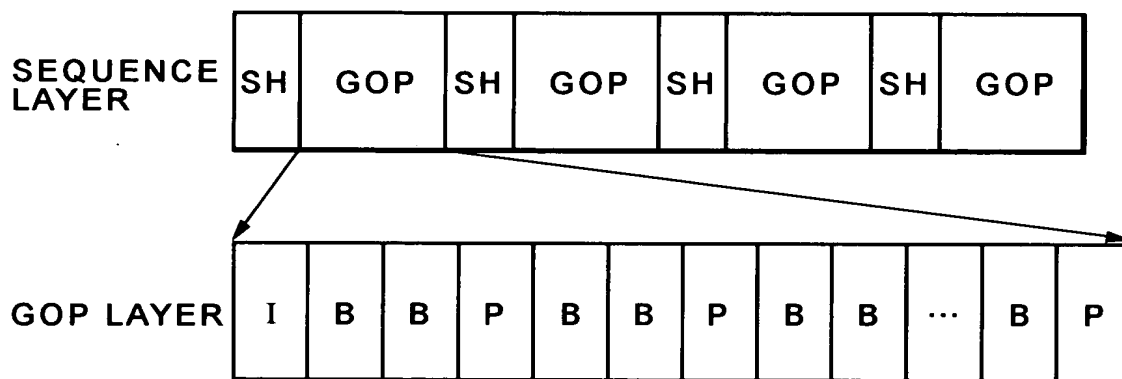 SEQUENCE LAYER
SH GOP SH GOP SH GOP SH GOP
GOP LAYER
I B B P B B P B B ... B P